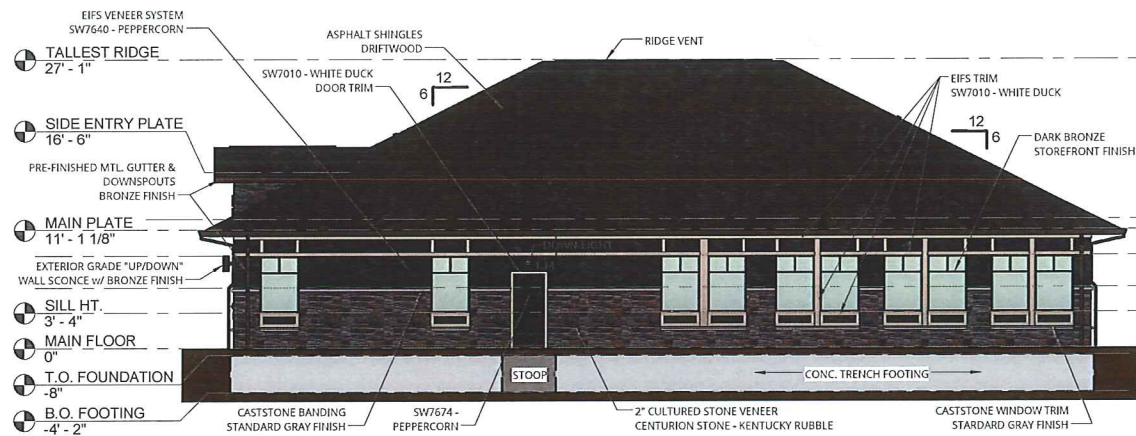 EIFS VENEER SYSTEM
SW7640 - PEPPERCORN
ASPHALT SHINGLES
DRIFTWOOD
RIDGE VENT
TALLEST RIDGE
27' - 1"
SW7010 - WHITE DUCK
DOOR TRIM
12
6
EIFS TRIM
SW7010 - WHITE DUCK
SIDE ENTRY PLATE
16' - 6"
12
6
DARK BRONZE
STOREFRONT FINISH
PRE-FINISHED MTL. GUTTER &
DOWNSPOUTS
BRONZE FINISH
MAIN PLATE
11' - 1 1/8"
DOWN LIGHT
EXTERIOR GRADE "UP/DOWN"
WALL SCONCE w/ BRONZE FINISH
SILL HT.
3' - 4"
MAIN FLOOR
0"
T.O. FOUNDATION
-8"
STOOP
CONC. TRENCH FOOTING
B.O. FOOTING
-4' - 2"
CASTSTONE BANDING
STANDARD GRAY FINISH
SW7674 -
PEPPERCORN
2" CULTURED STONE VENEER
CENTURION STONE - KENTUCKY RUBBLE
CASTSTONE WINDOW TRIM
STARDARD GRAY FINISH